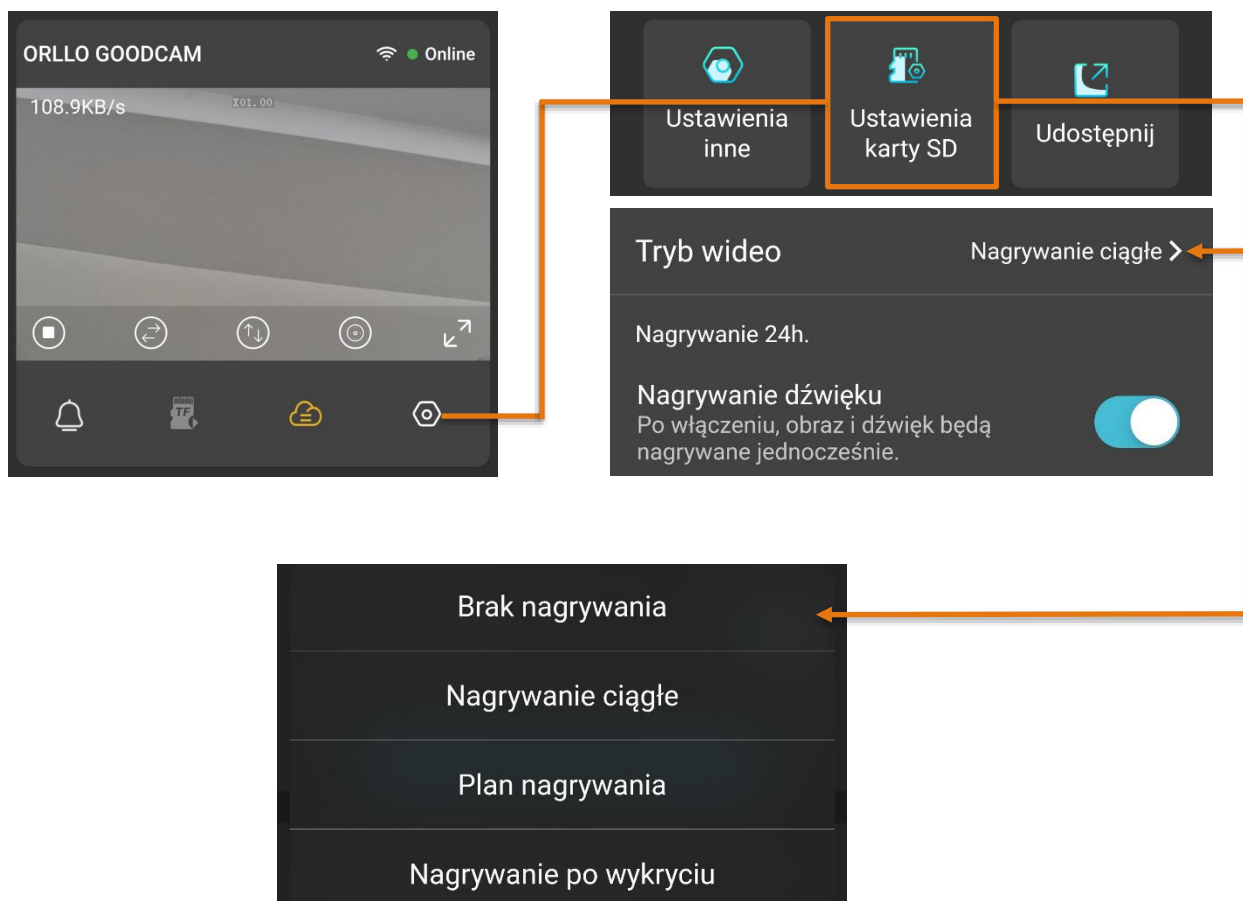 ORLLO GOODCAM
Online
108.9KB/s
X01.00
TF
Ustawienia
inne
Ustawienia
karty SD
Udostępnij
Tryb wideo
Nagrywanie ciągłe
Nagrywanie 24h.
Nagrywanie dźwięku
Po włączeniu, obraz i dźwięk będą
nagrywane jednocześnie.
Brak nagrywania
Nagrywanie ciągłe
Plan nagrywania
Nagrywanie po wykryciu